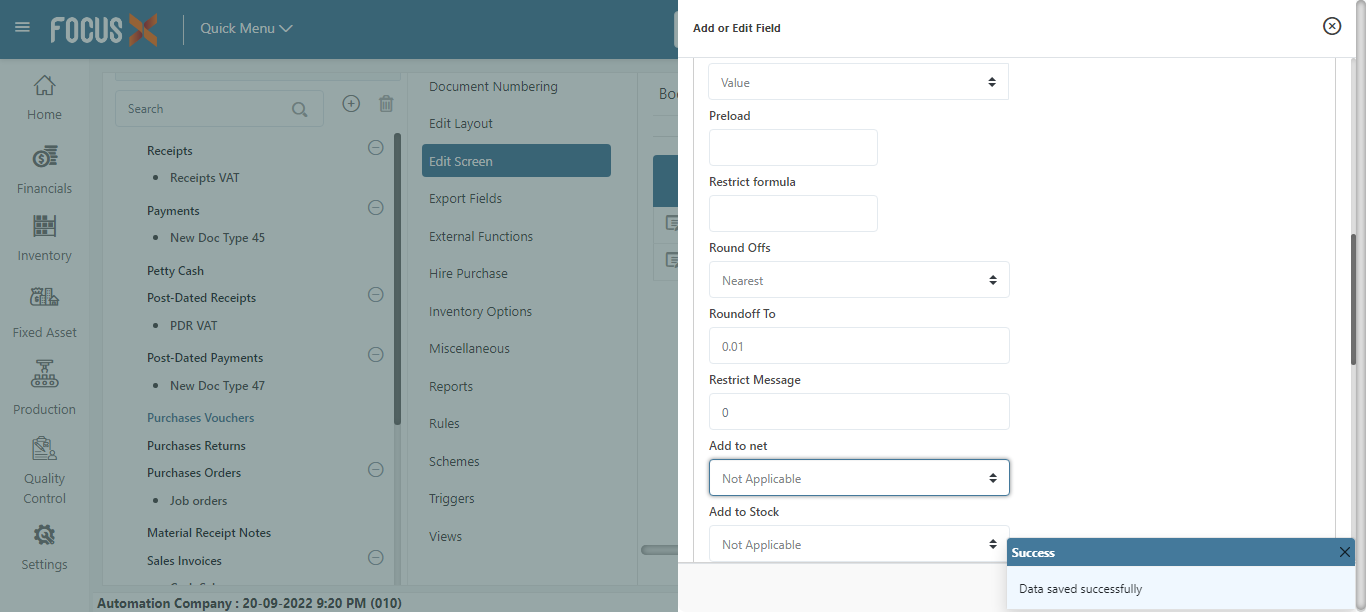 FOCUS X
Quick Menu
Home
Financials
Inventory
Fixed Asset
Production
Quality
Control
Settings
Search
Receipts
Receipts VAT
Payments
New Doc Type 45
Petty Cash
Post-Dated Receipts
PDR VAT
Post-Dated Payments
New Doc Type 47
Purchases Vouchers
Purchases Returns
Purchases Orders
Job orders
Material Receipt Notes
Sales Invoices
Document Numbering
Edit Layout
Edit Screen
Export Fields
External Functions
Hire Purchase
Inventory Options
Miscellaneous
Reports
Rules
Schemes
Triggers
Views
Automation Company : 20-09-2022 9:20 PM (010)
Add or Edit Field
Value
Preload
Restrict formula
Round Offs
Nearest
Roundoff To
0.01
Restrict Message
0
Add to net
Not Applicable
Add to Stock
Not Applicable
Success
Data saved successfully